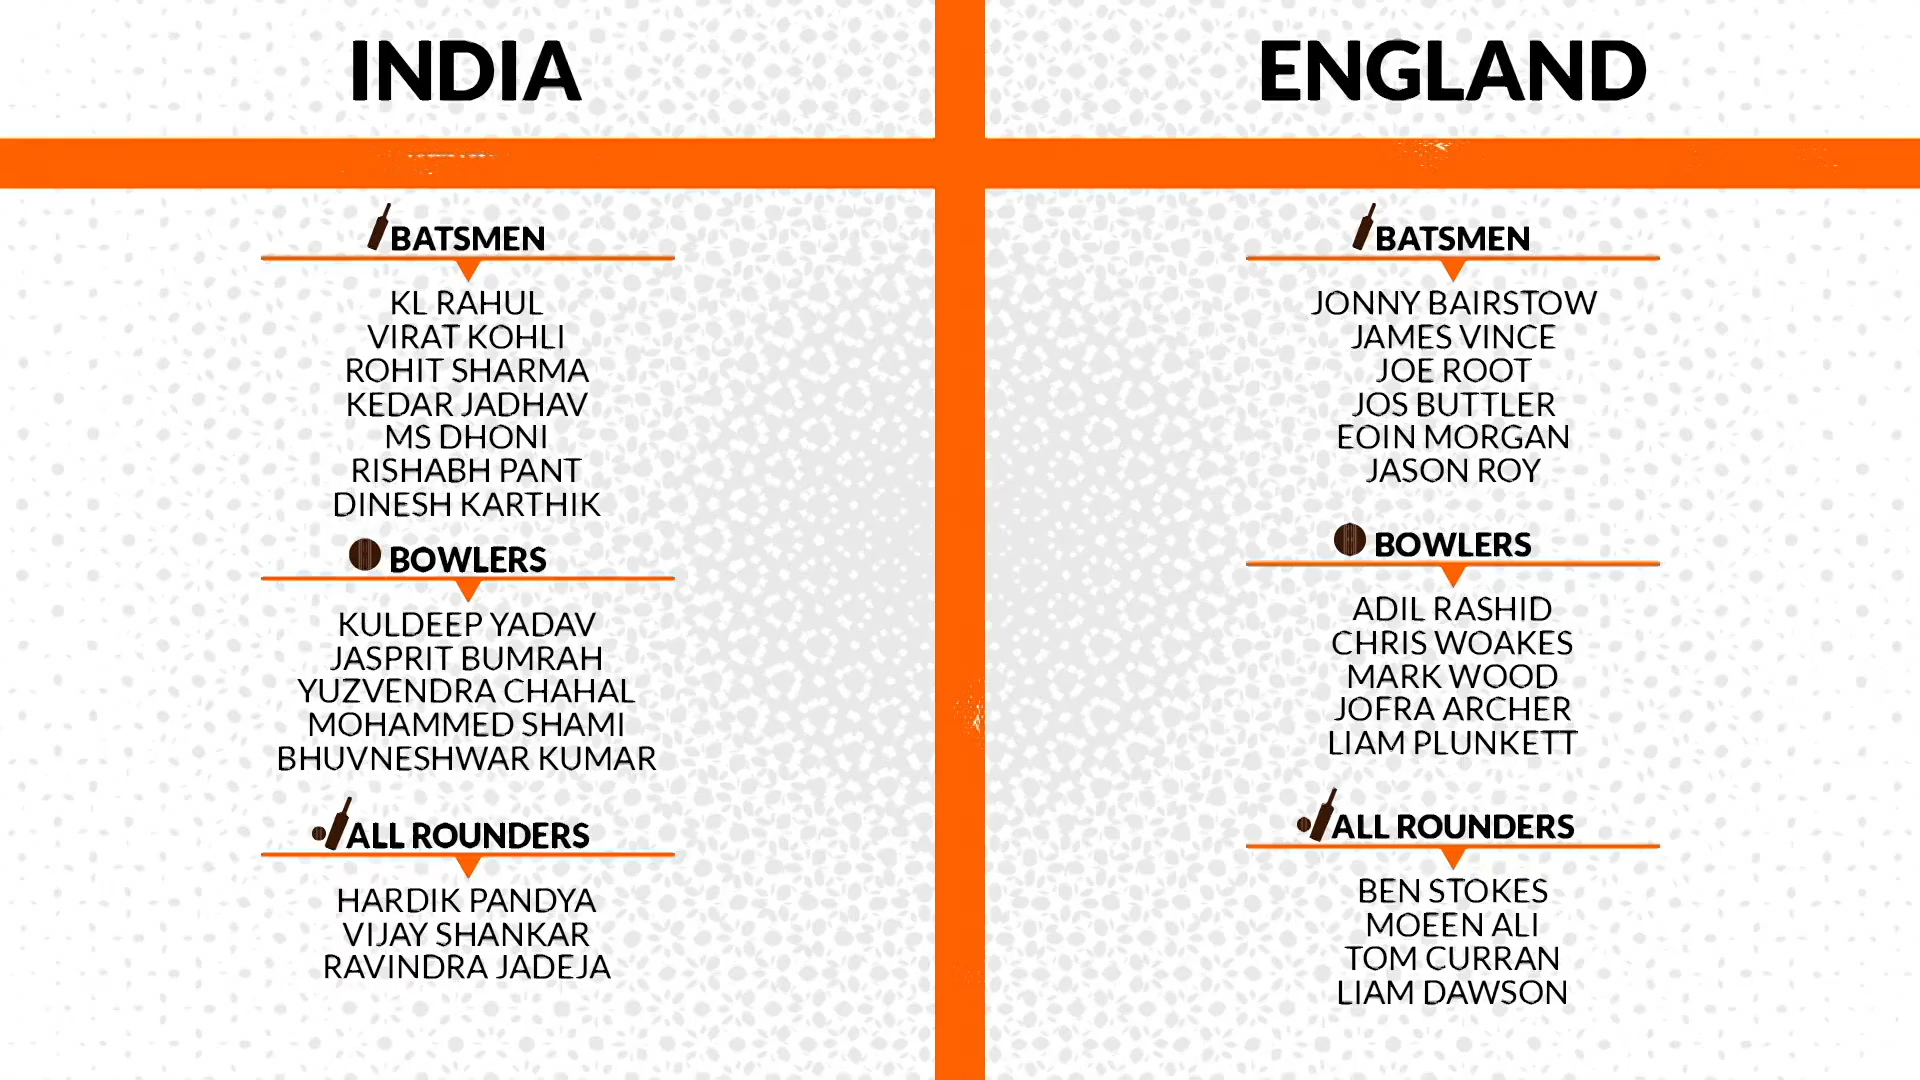 INDIA
BATSMEN
KL RAHUL
VIRAT KOHLI
ROHIT SHARMA
KEDAR JADHAV
MS DHONI
RISHABH PANT
DINESH KARTHIK
BOWLERS
KULDEEP YADAV
JASPRIT BUMRAH
YUZVENDRA CHAHAL
MOHAMMED SHAMI
BHUVNESHWAR KUMAR
ALL ROUNDERS
HARDIK PANDYA
VIJAY SHANKAR
RAVINDRA JADEJA
ENGLAND
BATSMEN
JONNY BAIRSTOW
JAMES VINCE
JOE ROOT
JOS BUTTLER
EOIN MORGAN
JASON ROY
BOWLERS
ADIL RASHID
CHRIS WOAKES
MARK WOOD
JOFRA ARCHER
LIAM PLUNKETT
ALL ROUNDERS
BEN STOKES
MOEEN ALI
TOM CURRAN
LIAM DAWSON